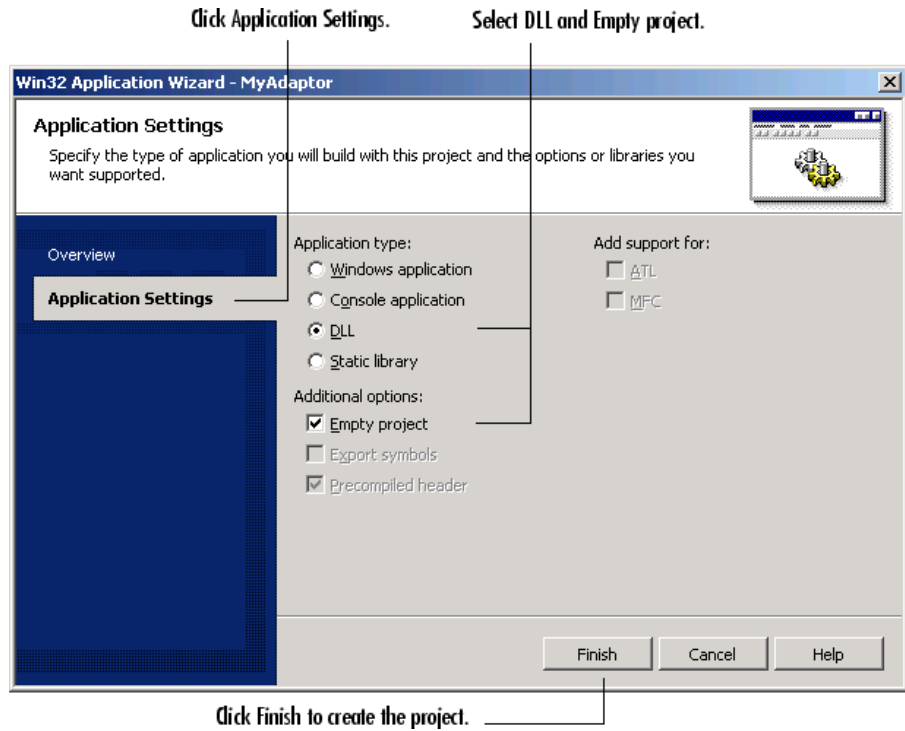 Click Application Settings.
Select DLL and Empty project.
Win32 Application Wizard - MyAdaptor
Application Settings
Specify the type of application you will build with this project and the options or libraries you
want supported.
Overview
Application Settings
Application type:
Windows application
Console application
DLL
Static library
Additional options:
Empty project
Export symbols
Precompiled header
Add support for:
ATL
MFC
Finish
Cancel
Help
Click Finish to create the project.